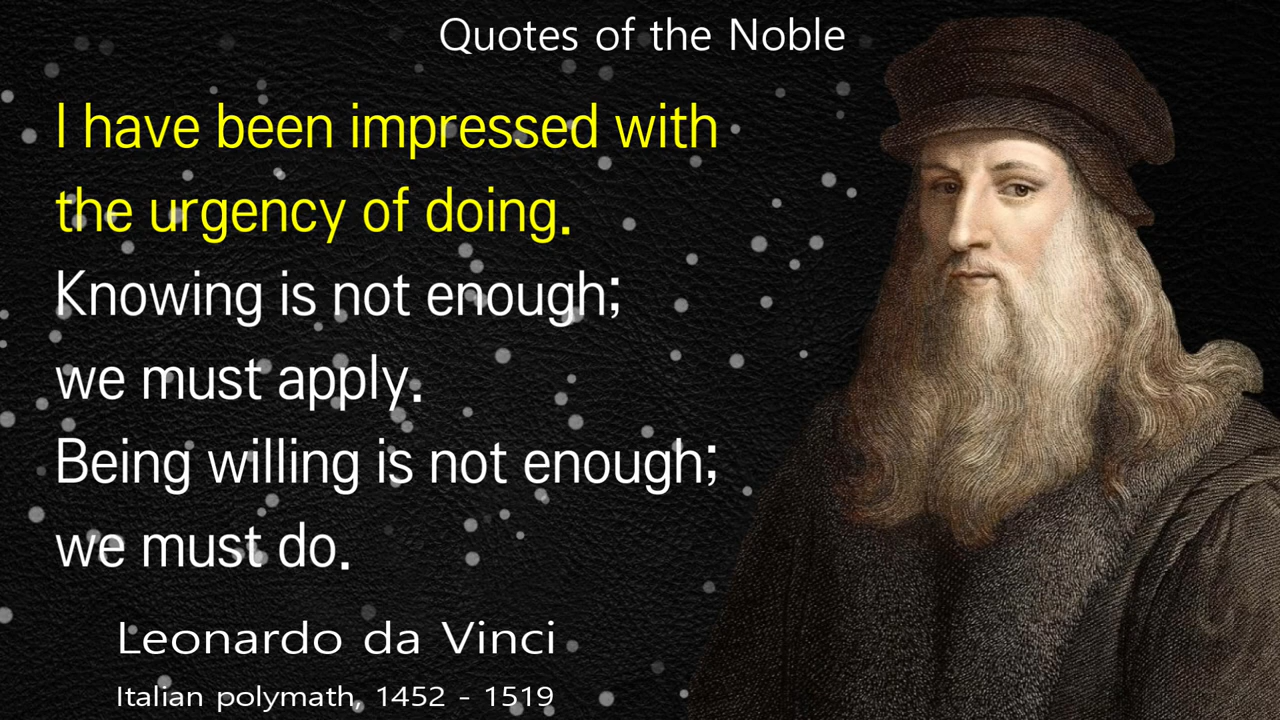 Quotes of the Noble
I have been impressed with
the urgency of doing.
Knowing is not enough;
we must apply.
Being willing is not enough;
we must do.
Leonardo da Vinci
Italian polymath, 1452 - 1519